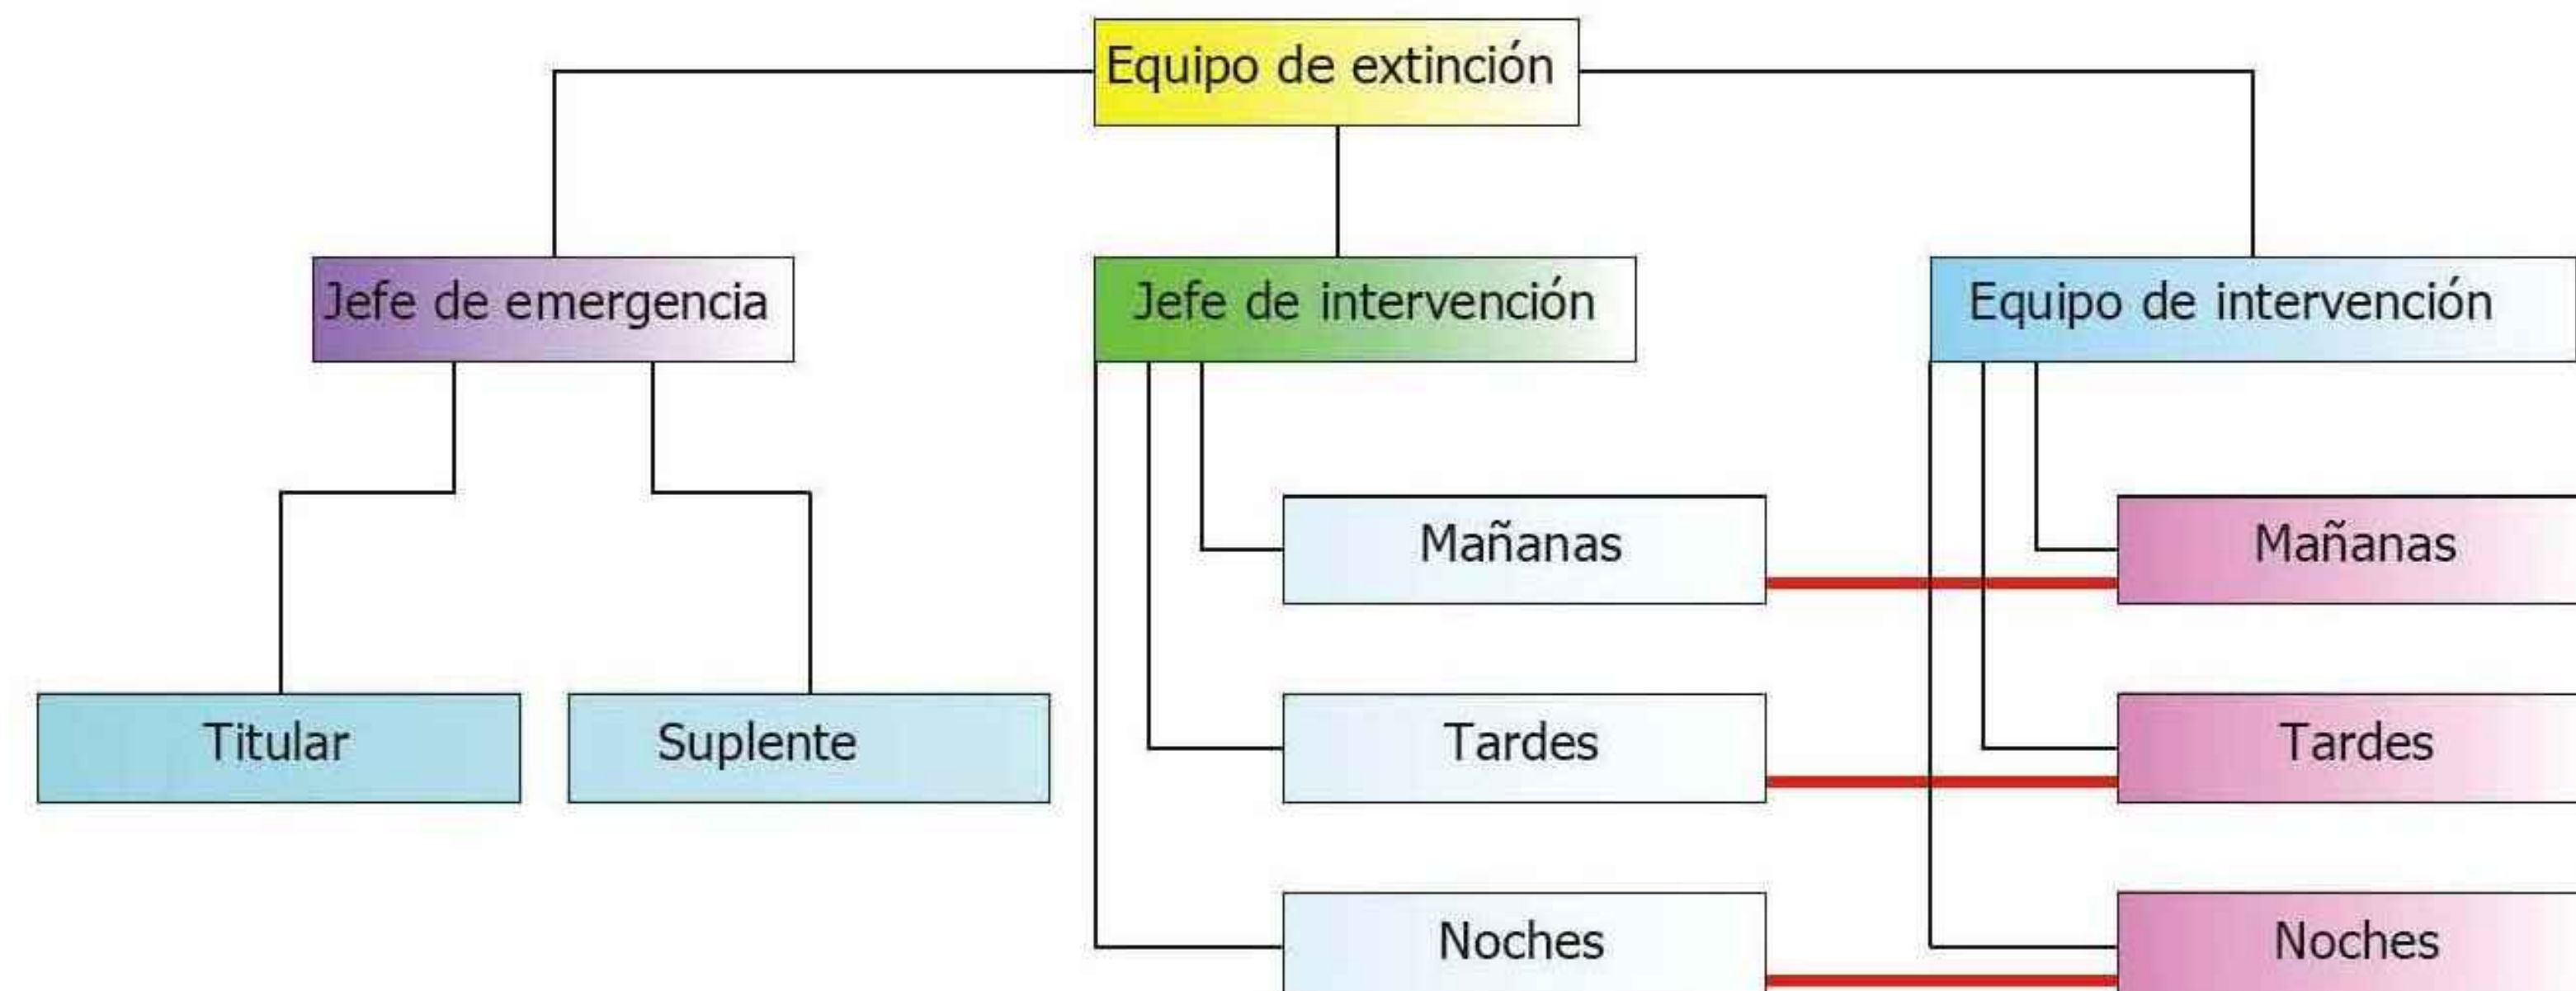 Equipo de extinción
Jefe de emergencia
Jefe de intervención
Equipo de intervención
Mañanas
Mañanas
Titular
Suplente
Tardes
Tardes
Noches
Noches